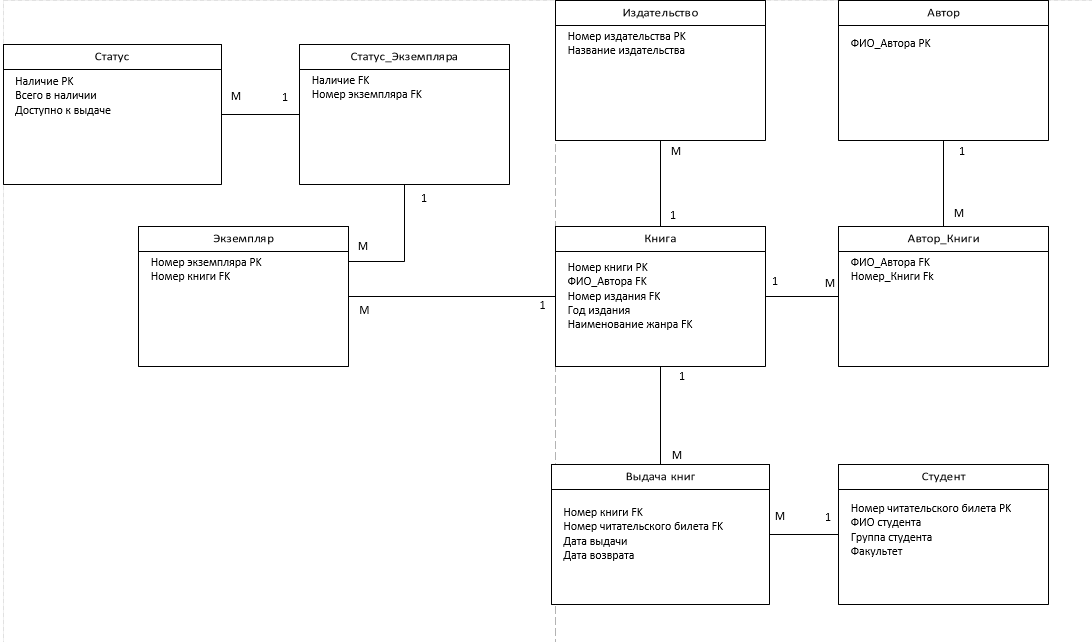 Издательство
Номер издательства PK
Название издательства
Автор
ФИО_Автора PK
Статус
Наличие PK
Всего в наличии
Доступно к выдаче
M
1
Статус_Экземпляра
Наличие FK
Номер экземпляра FK
1
M
M
1
1
M
Экземпляр
Номер экземпляра PK
Номер книги FK
M
1
Книга
Номер книги PK
ФИО_Автора FK
Номер издания FK
Год издания
Наименование жанра FK
1
M
Автор_Книги
ФИО_Автора FK
Номер_Книги Fk
1
M
Выдача книг
Номер книги FK
Номер читательского билета FK
Дата выдачи
Дата возврата
M
1
Студент
Номер читательского билета PK
ФИО студента
Группа студента
Факультет